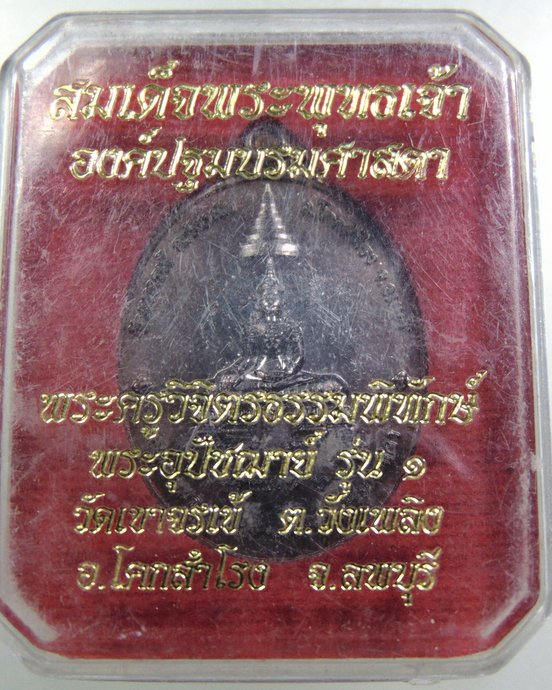 สมเด็จพระพุทธเจ้า
องค์ปฐมบรมศาสดา
พระครูวิจิตรธรรมพิทักษ์
พระอุปัชฌาย์ รุ่น ๑
วัดเขาจรเข้ ต.วังเพลิง
อ.โคกสำโรง จ.ลพบุรี